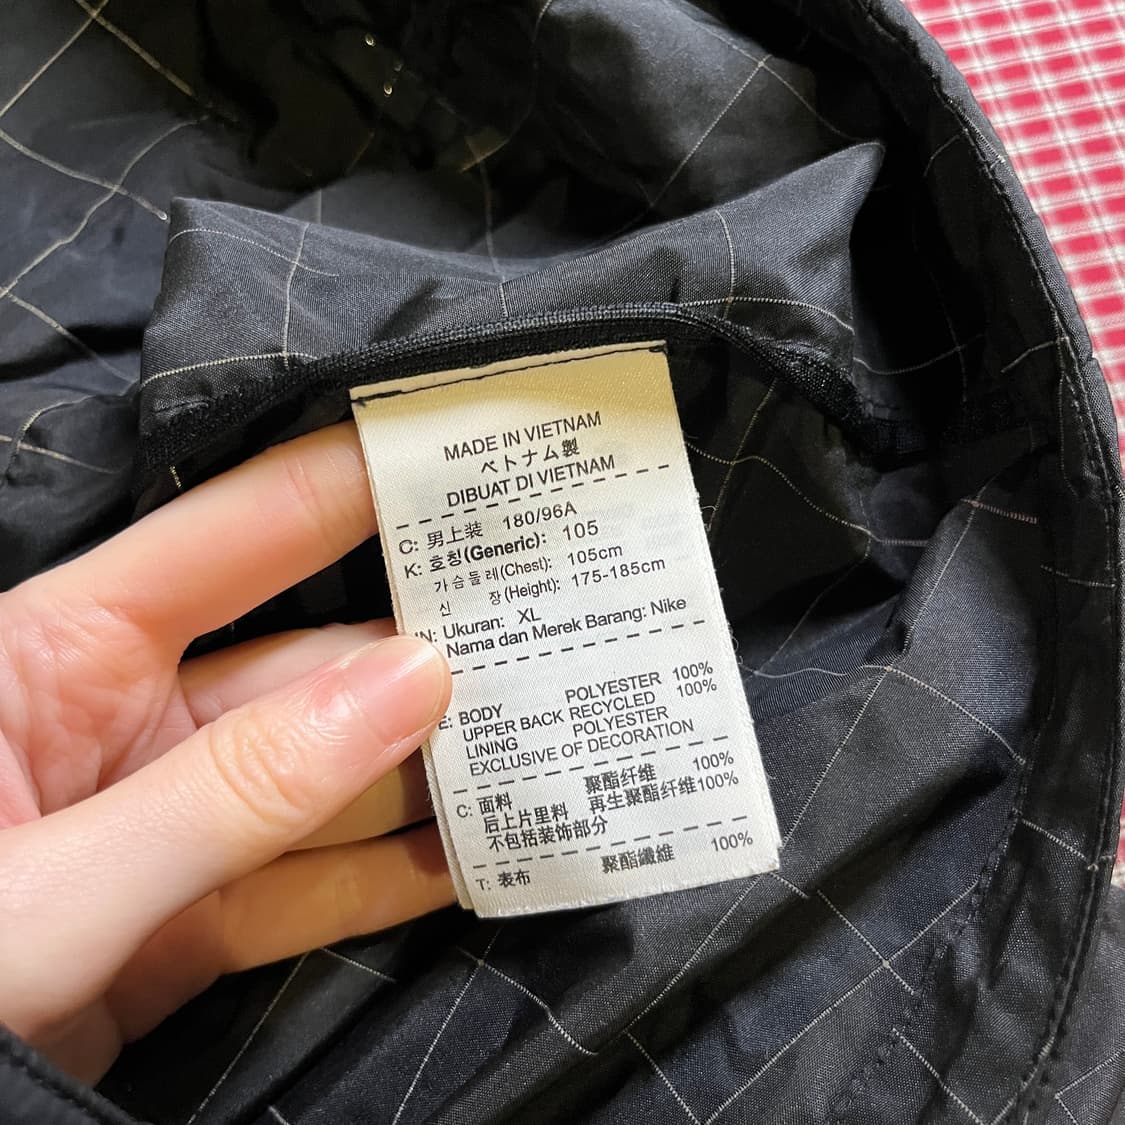 MADE IN VIETNAM
ベトナム製
DIBUAT DI VIETNAM
C: 男上装 180/96A
K: 호칭(Generic): 105
가슴둘레(Chest): 105cm
신 장(Height): 175-185cm
IN: Ukuran: XL
Nama dan Merek Barang: Nike
E: BODY POLYESTER 100%
UPPER BACK RECYCLED 100%
LINING POLYESTER
EXCLUSIVE OF DECORATION
C: 面料 聚酯纤维 100%
后上片里料 再生聚酯纤维100%
不包括装饰部分
T: 表布 聚酯纖維 100%